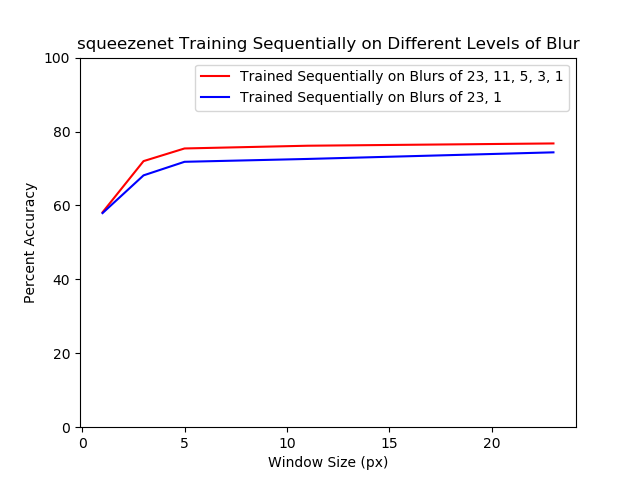 squeezenet Training Sequentially on Different Levels of Blur
Trained Sequentially on Blurs of 23, 11, 5, 3, 1
Trained Sequentially on Blurs of 23, 1
100
80
60
40
20
0
Percent Accuracy
0 5 10 15 20
Window Size (px)